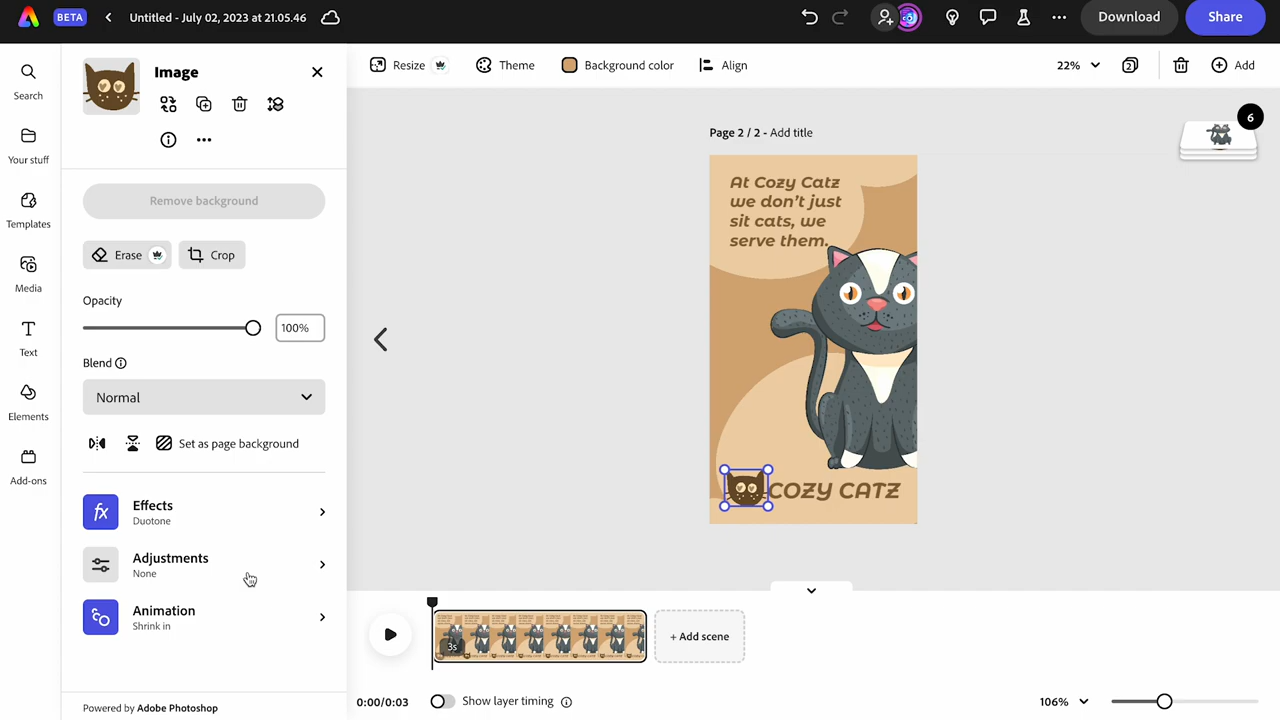 BETA
Untitled - July 02, 2023 at 21.05.46
Download
Share
Search
Your stuff
Templates
Media
Text
Elements
Add-ons
Image
Remove background
Erase
Crop
Opacity
100%
Blend
Normal
Set as page background
fx
Effects
Duotone
Adjustments
None
Animation
Shrink in
Powered by Adobe Photoshop
Resize
Theme
Background color
Align
22%
2
Add
Page 2 / 2 - Add title
6
At Cozy Catz
we don't just
sit cats, we
serve them.
COZY CATZ
3s
+ Add scene
0:00/0:03
Show layer timing
106%